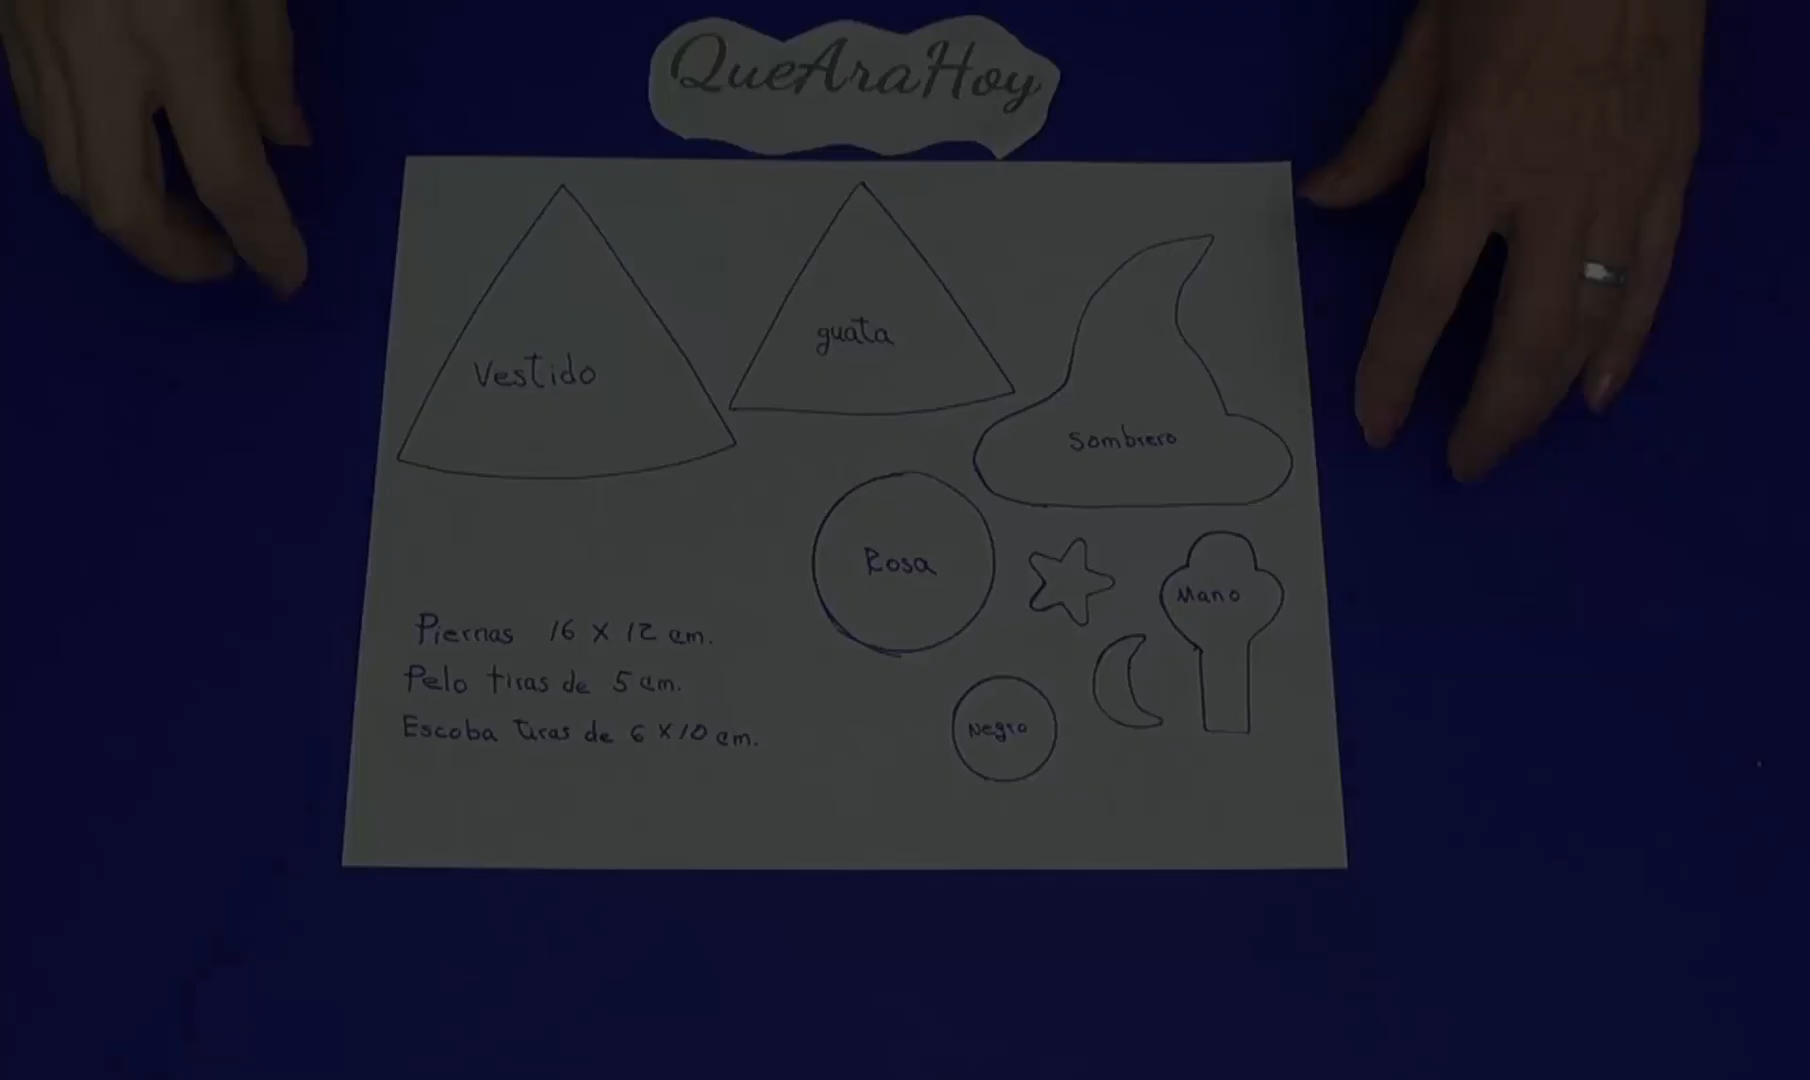 QueAraHoy
Vestido
guata
Sombrero
Rosa
Mano
Negro
Piernas 16 X 12 cm.
Pelo tiras de 5 cm.
Escoba tiras de 6 X 10 cm.